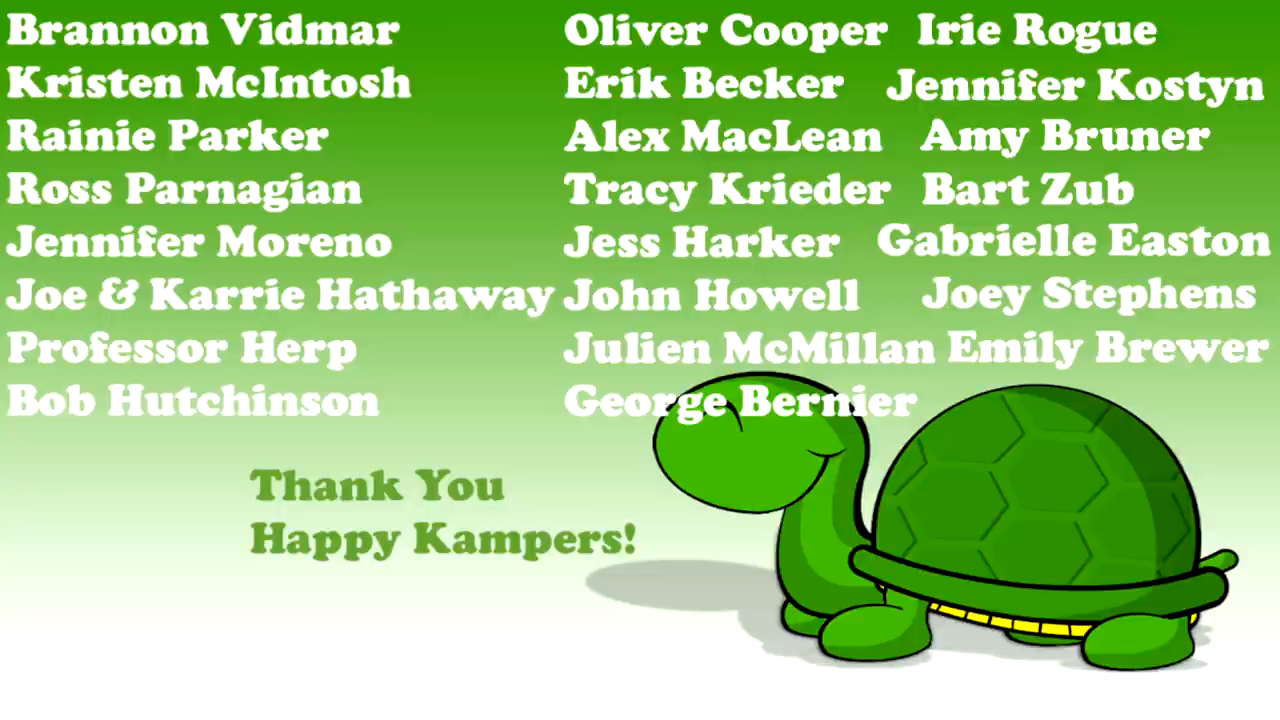 Brannon Vidmar
Kristen McIntosh
Rainie Parker
Ross Parnagian
Jennifer Moreno
Joe & Karrie Hathaway
Professor Herp
Bob Hutchinson
Oliver Cooper
Erik Becker
Alex MacLean
Tracy Krieder
Jess Harker
John Howell
Julien McMillan
George Bernier
Irie Rogue
Jennifer Kostyn
Amy Bruner
Bart Zub
Gabrielle Easton
Joey Stephens
Emily Brewer
Thank You
Happy Kampers!